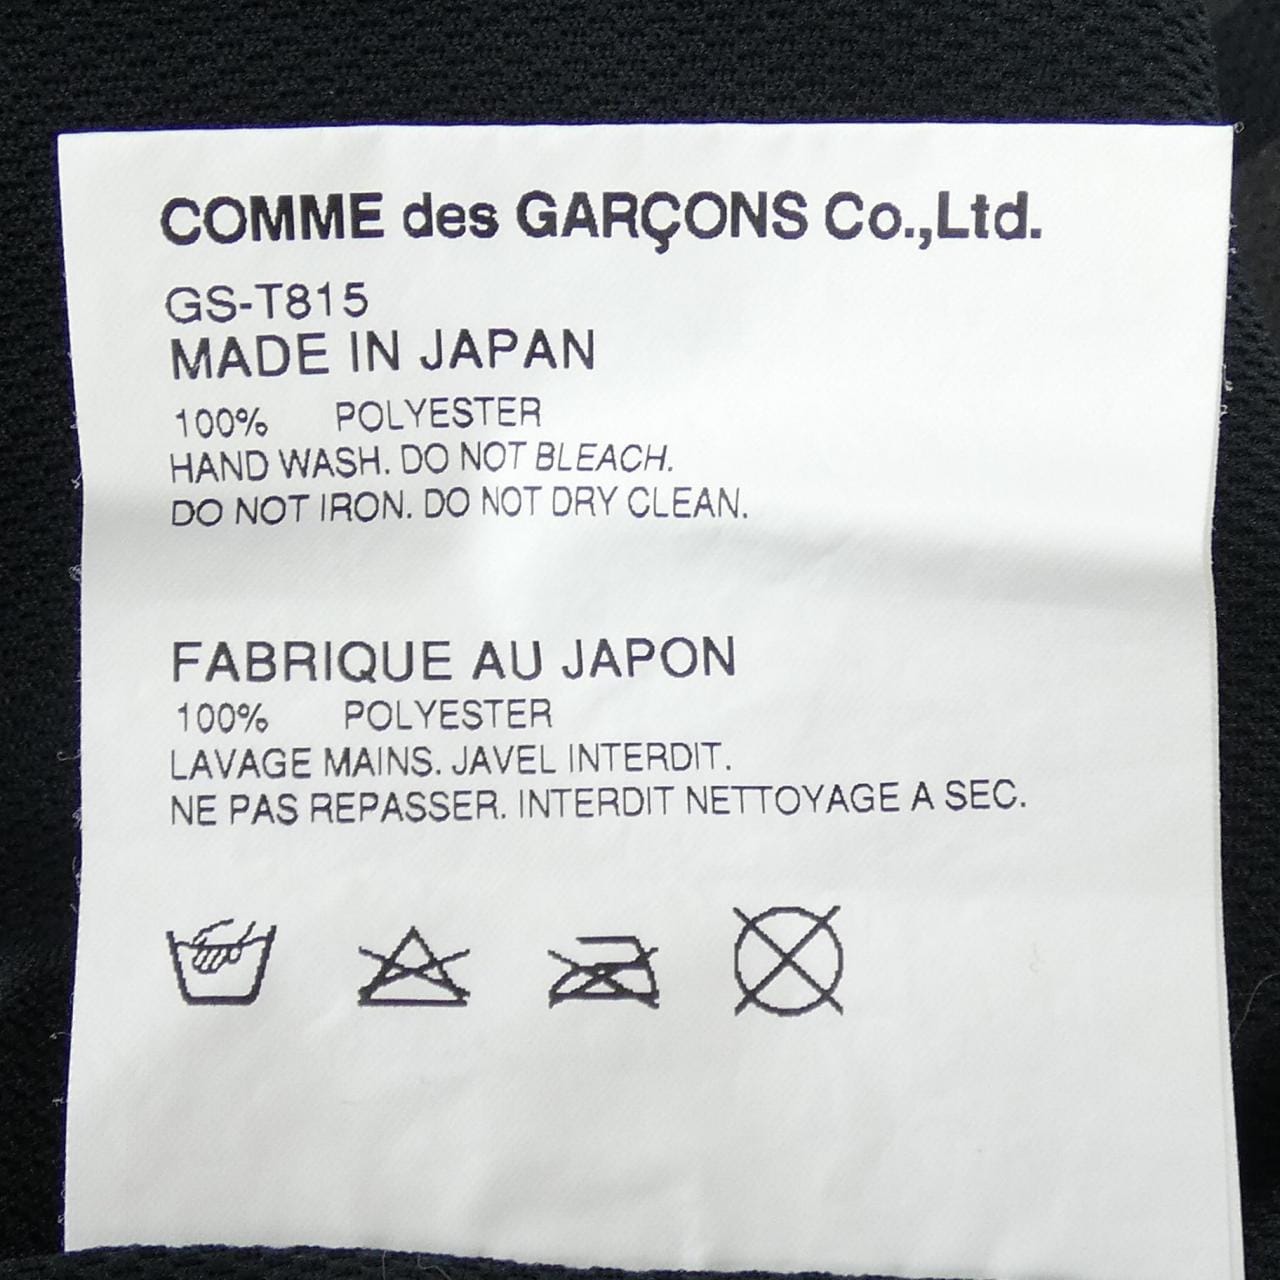 COMME des GARÇONS Co.,Ltd.
GS-T815
MADE IN JAPAN
100% POLYESTER
HAND WASH. DO NOT BLEACH.
DO NOT IRON. DO NOT DRY CLEAN.
FABRIQUE AU JAPON
100% POLYESTER
LAVAGE MAINS. JAVEL INTERDIT.
NE PAS REPASSER. INTERDIT NETTOYAGE A SEC.